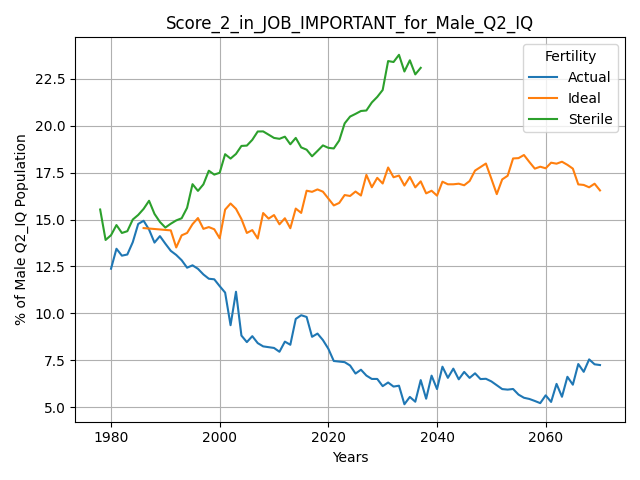 Score_2_in_JOB_IMPORTANT_for_Male_Q2_IQ
% of Male Q2_IQ Population
22.5
20.0
17.5
15.0
12.5
10.0
7.5
5.0
Fertility
Actual
Ideal
Sterile
1980
2000
2020
2040
2060
Years